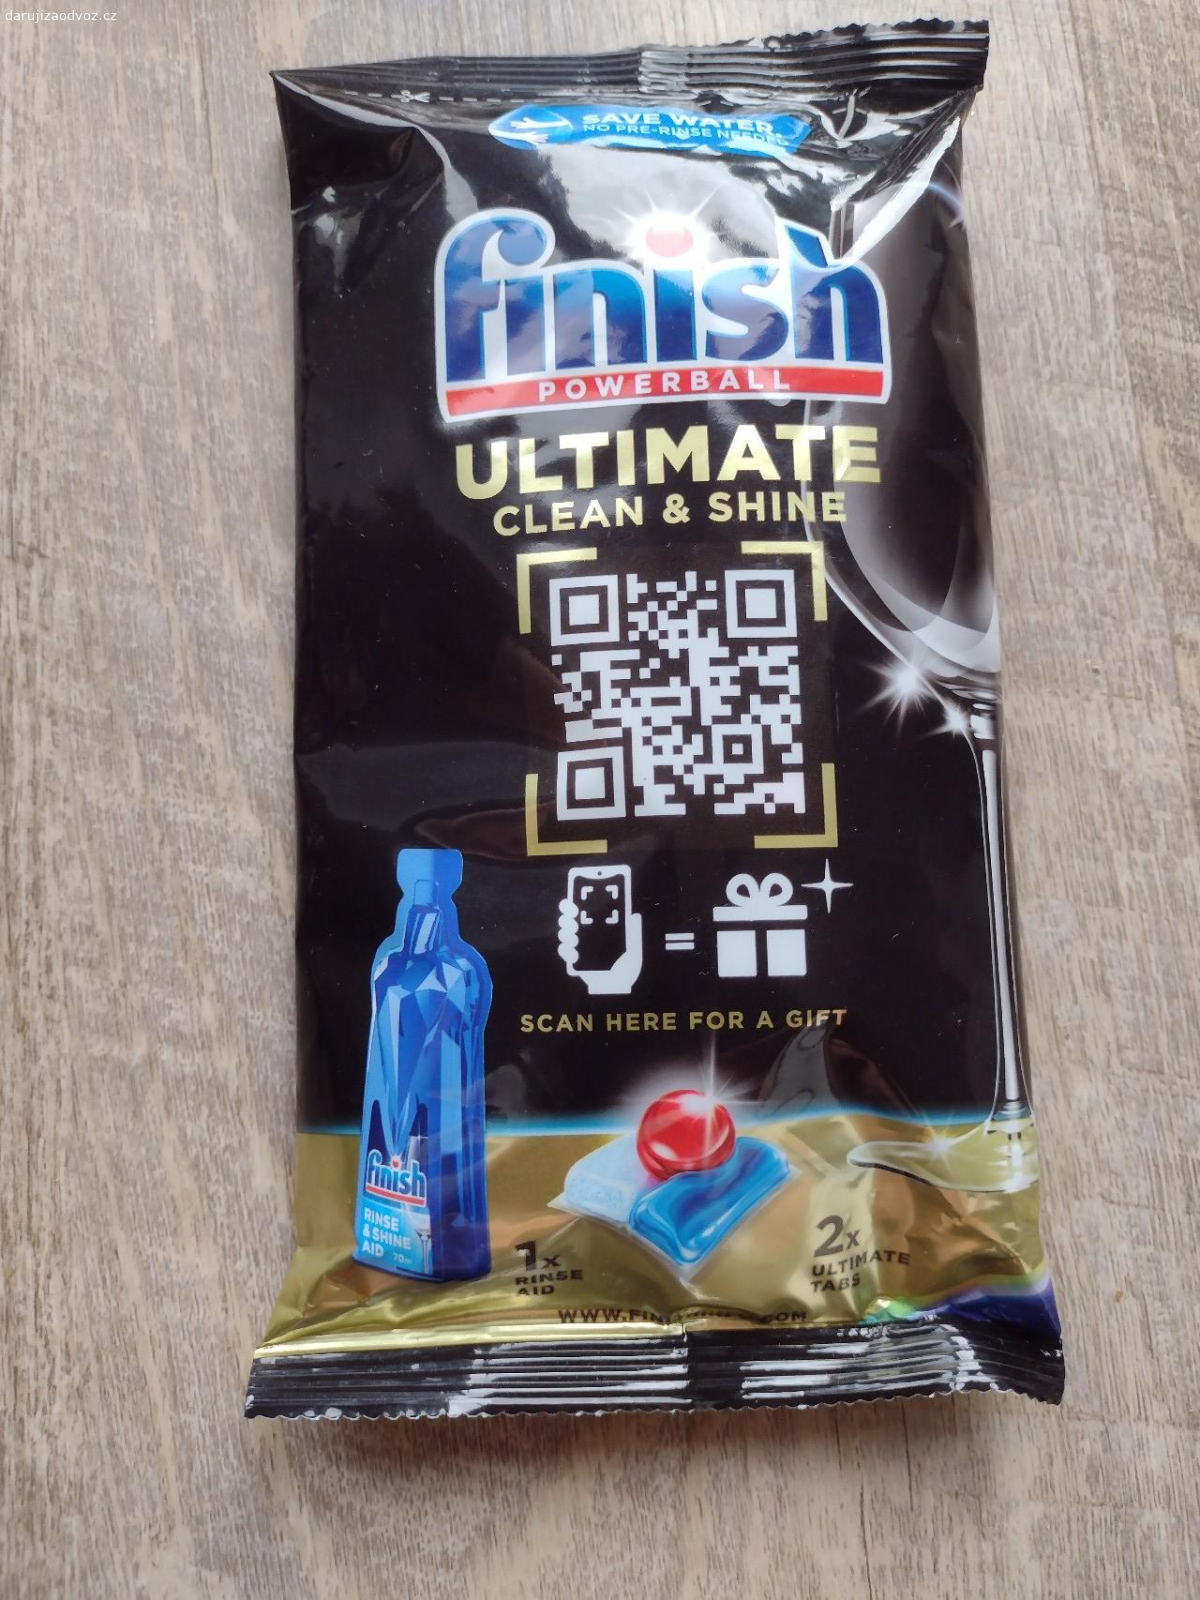 darujizaodvoz.cz
SAVE WATER*
NO PRE-RINSE NEEDED
finish
POWERBALL
ULTIMATE
CLEAN & SHINE
=
SCAN HERE FOR A GIFT
finish
RINSE
& SHINE
AID
70ml
1x
RINSE
AID
2x
ULTIMATE
TABS